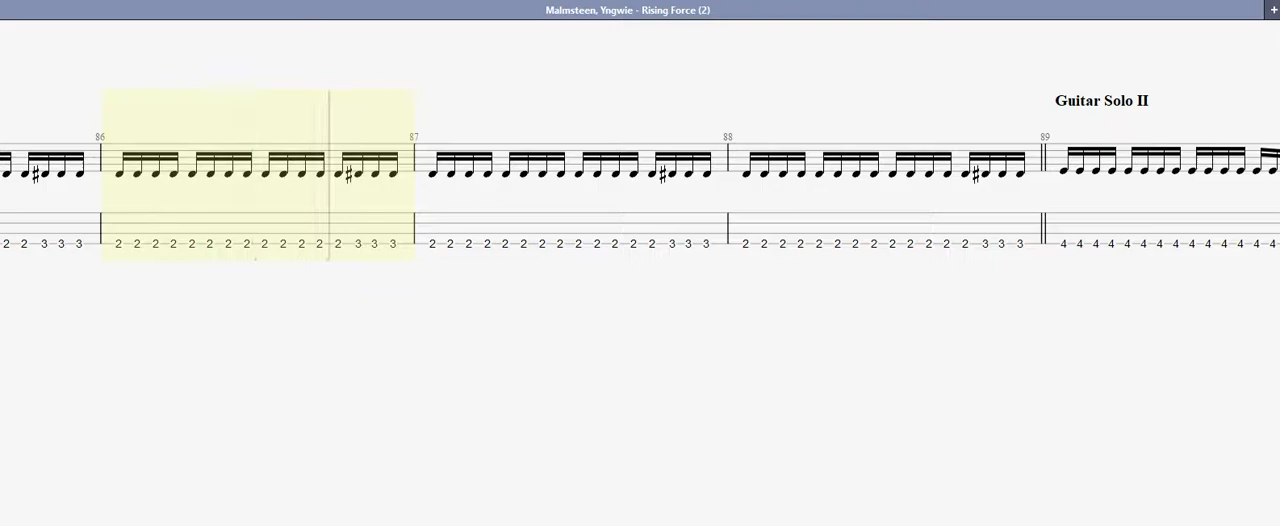 Malmsteen, Yngwie - Rising Force (2)
+
Guitar Solo II
86 87 88 89
2 2 3 3 3 2 2 2 2 2 2 2 2 2 2 2 2 2 3 3 3 2 2 2 2 2 2 2 2 2 2 2 2 2 3 3 3 2 2 2 2 2 2 2 2 2 2 2 2 2 3 3 3 4 4 4 4 4 4 4 4 4 4 4 4 4 4